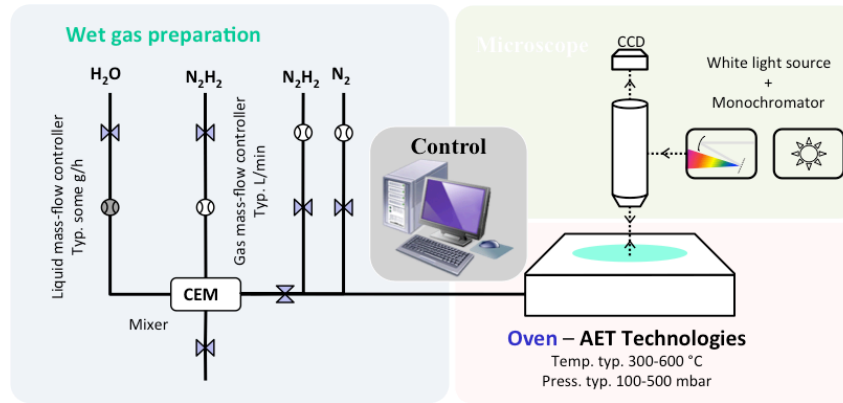 Wet gas preparation
H₂O
N₂H₂
N₂H₂
N₂
Liquid mass-flow controller
Typ. some g/h
Gas mass-flow controller
Typ. L/min
CEM
Mixer
Control
Microscope
CCD
White light source
+
Monochromator
Oven – AET Technologies
Temp. typ. 300-600 °C
Press. typ. 100-500 mbar